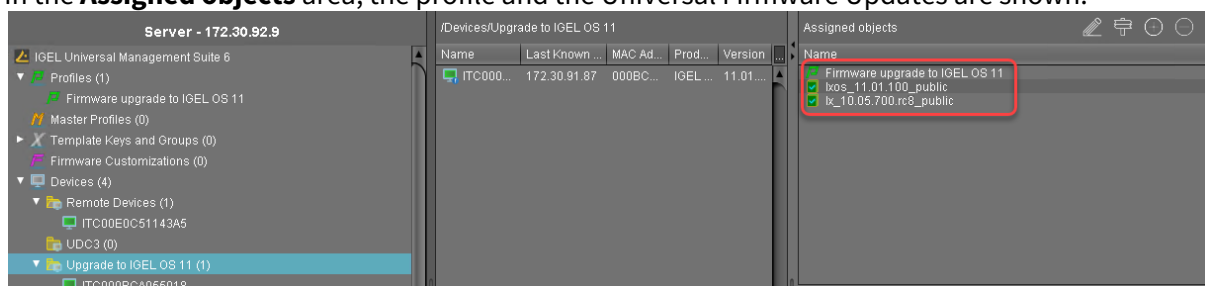 in the Assigned objects area, the profile and the Universal Firmware Updates are shown.
Server - 172.30.92.9
IGEL Universal Management Suite 6
Profiles (1)
Firmware upgrade to IGEL OS 11
Master Profiles (0)
Template Keys and Groups (0)
Firmware Customizations (0)
Devices (4)
Remote Devices (1)
ITC00E0C51143A5
UDC3 (0)
Upgrade to IGEL OS 11 (1)
ITC000BCA055018
/Devices/Upgrade to IGEL OS 11
Name Last Known ... MAC Ad... Prod... Version ...
ITC000... 172.30.91.87 000BC... IGEL ... 11.01....
Assigned objects
Name
Firmware upgrade to IGEL OS 11
lxos_11.01.100_public
lx_10.05.700.rc8_public